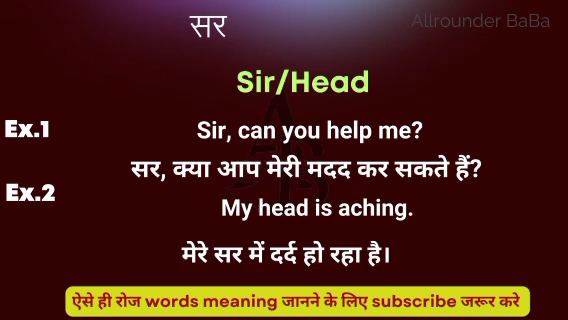 सर
Allrounder BaBa
Sir/Head
Ex.1
Sir, can you help me?
सर, क्या आप मेरी मदद कर सकते हैं?
Ex.2
My head is aching.
मेरे सर में दर्द हो रहा है।
ऐसे ही रोज words meaning जानने के लिए subscribe जरूर करे